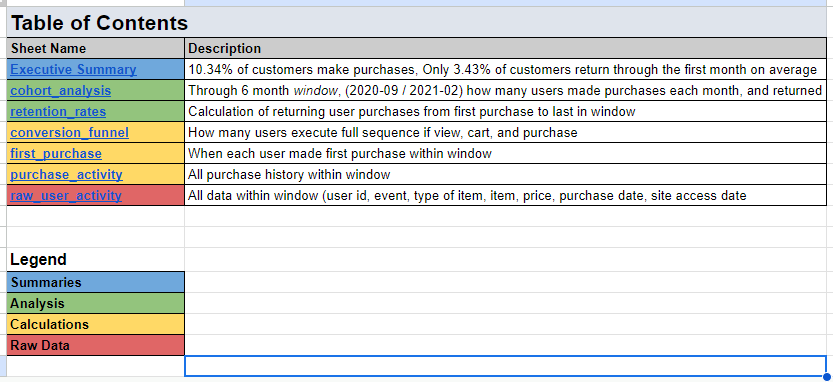 Table of Contents
Sheet Name Description
Executive Summary 10.34% of customers make purchases, Only 3.43% of customers return through the first month on average
cohort_analysis Through 6 month window, (2020-09 / 2021-02) how many users made purchases each month, and returned
retention_rates Calculation of returning user purchases from first purchase to last in window
conversion_funnel How many users execute full sequence if view, cart, and purchase
first_purchase When each user made first purchase within window
purchase_activity All purchase history within window
raw_user_activity All data within window (user id, event, type of item, item, price, purchase date, site access date
Legend
Summaries
Analysis
Calculations
Raw Data